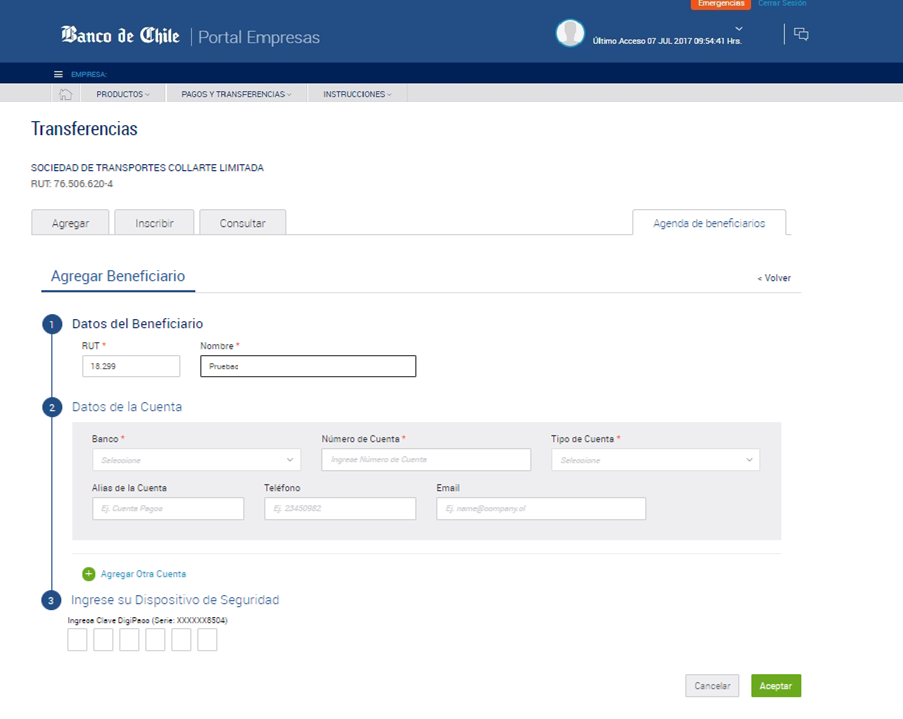 Emergencias Cerrar Sesión
Banco de Chile | Portal Empresas
Último Acceso 07 JUL 2017 09:54:41 Hrs.
EMPRESA:
PRODUCTOS PAGOS Y TRANSFERENCIAS INSTRUCCIONES
Transferencias
SOCIEDAD DE TRANSPORTES COLLARTE LIMITADA
RUT: 76.506.620-4
Agregar Inscribir Consultar Agenda de beneficiarios
Agregar Beneficiario < Volver
1 Datos del Beneficiario
RUT * Nombre *
18.299 Pruebac
2 Datos de la Cuenta
Banco * Número de Cuenta * Tipo de Cuenta *
Seleccione Ingrese Número de Cuenta Seleccione
Alias de la Cuenta Teléfono Email
Ej. Cuenta Pagos Ej. 23450982 Ej. name@company.cl
+ Agregar Otra Cuenta
3 Ingrese su Dispositivo de Seguridad
Ingrese Clave DigiPass (Serie: XXXXXX8504)
Cancelar Aceptar